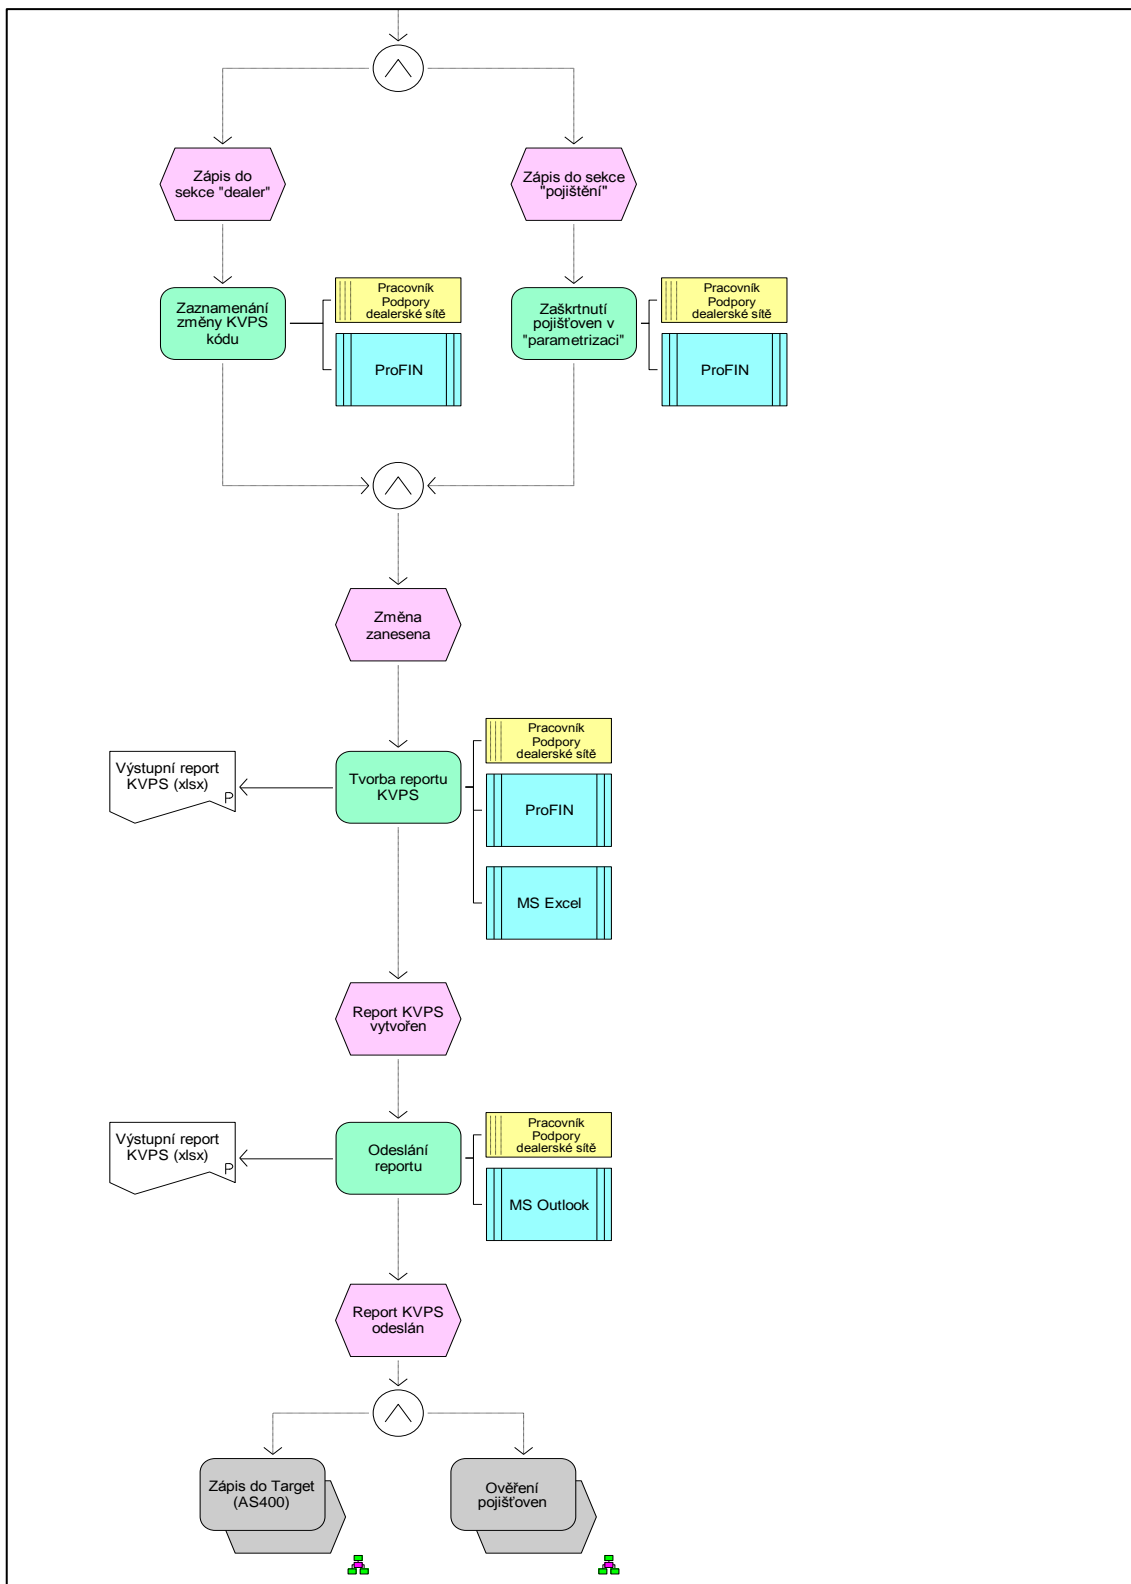 Zápis do
sekce "dealer"
Zápis do sekce
"pojištění"
Zaznamenání
změny KVPS
kódu
Pracovník
Podpory
dealerské sítě
ProFIN
Zaškrtnutí
pojišťoven v
"parametrizaci"
Pracovník
Podpory
dealerské sítě
ProFIN
Změna
zanesena
Výstupní report
KVPS (xlsx)
P
Tvorba reportu
KVPS
Pracovník
Podpory
dealerské sítě
ProFIN
MS Excel
Report KVPS
vytvořen
Výstupní report
KVPS (xlsx)
P
Odeslání
reportu
Pracovník
Podpory
dealerské sítě
MS Outlook
Report KVPS
odeslán
Zápis do Target
(AS400)
Ověření
pojišťoven